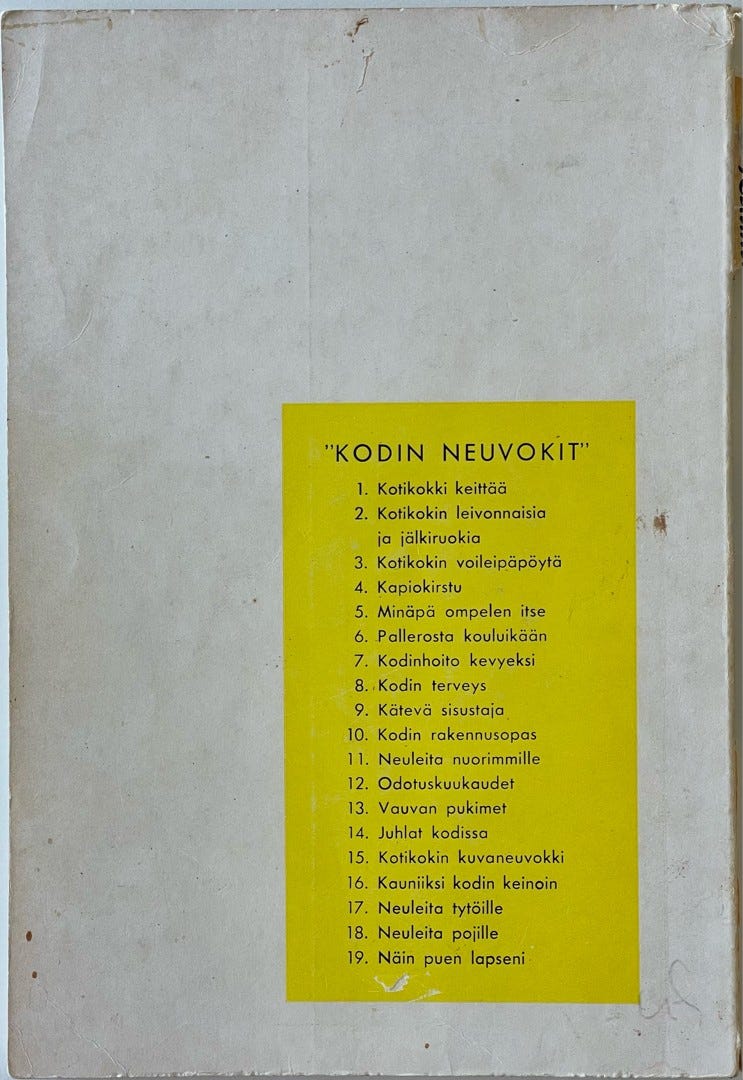 "KODIN NEUVOKIT"
1. Kotikokki keittää
2. Kotikokin leivonnaisia
ja jälkiruokia
3. Kotikokin voileipäpöytä
4. Kapiokirstu
5. Minäpä ompelen itse
6. Pallerosta kouluikään
7. Kodinhoito kevyeksi
8. Kodin terveys
9. Kätevä sisustaja
10. Kodin rakennusopas
11. Neuleita nuorimmille
12. Odotuskuukaudet
13. Vauvan pukimet
14. Juhlat kodissa
15. Kotikokin kuvaneuvokki
16. Kauniiksi kodin keinoin
17. Neuleita tytöille
18. Neuleita pojille
19. Näin puen lapseni